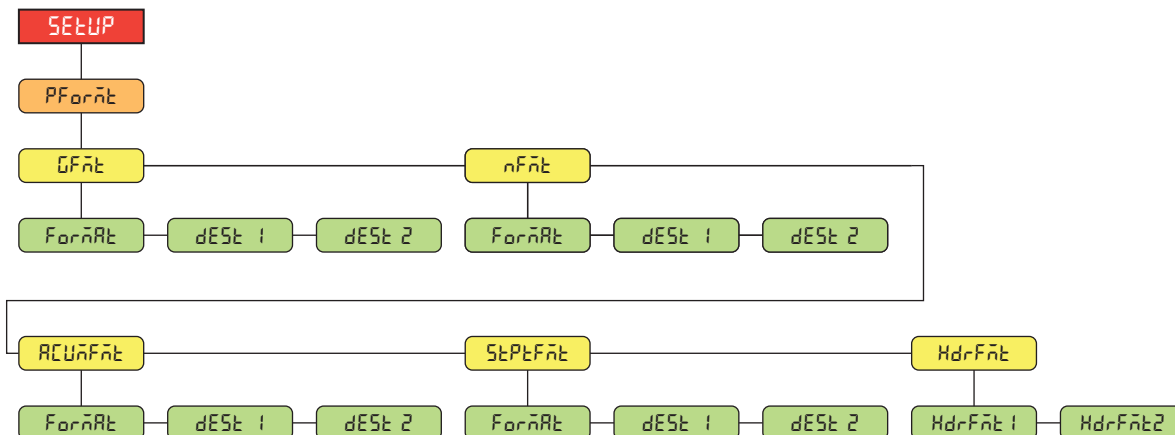 SEtUP
PFormt
GFmt nFmt
FormAt dESt 1 dESt 2 FormAt dESt 1 dESt 2
ACUmFmt StPtFmt HdrFmt
FormAt dESt 1 dESt 2 FormAt dESt 1 dESt 2 HdrFmt1 HdrFmt2